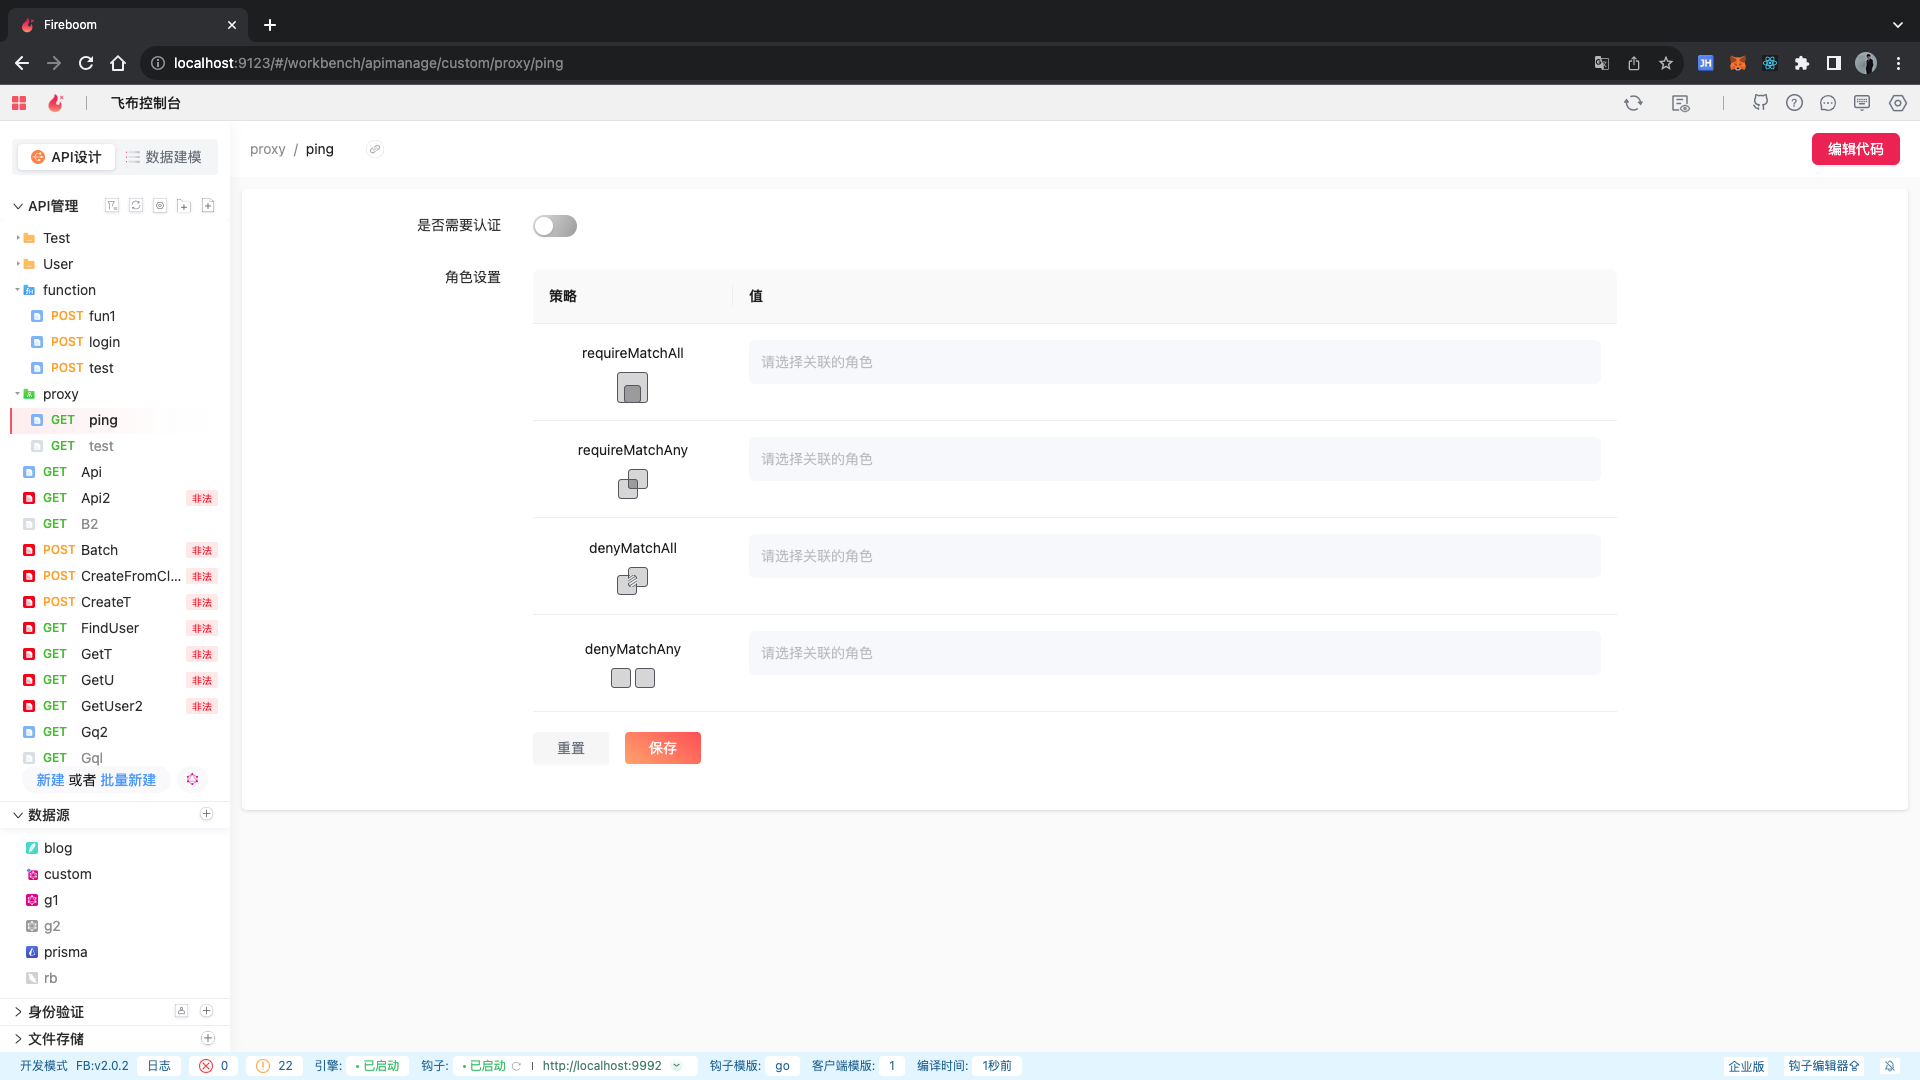 Fireboom
localhost:9123/#/workbench/apimanage/custom/proxy/ping
JH
飞布控制台
API设计
数据建模
proxy / ping
编辑代码
API管理
Test
User
function
POST fun1
POST login
POST test
proxy
GET ping
GET test
GET Api
GET Api2 非法
GET B2
POST Batch 非法
POST CreateFromCl... 非法
POST CreateT 非法
GET FindUser 非法
GET GetT 非法
GET GetU 非法
GET GetUser2 非法
GET Gq2
GET Gql
新建 或者 批量新建
数据源
blog
custom
g1
g2
prisma
rb
身份验证
文件存储
是否需要认证
角色设置
策略 值
requireMatchAll 请选择关联的角色
requireMatchAny 请选择关联的角色
denyMatchAll 请选择关联的角色
denyMatchAny 请选择关联的角色
重置 保存
开发模式 FB:v2.0.2 日志 0 22 引擎: 已启动 钩子: 已启动 http://localhost:9992 钩子模版: go 客户端模版: 1 编译时间: 1秒前 企业版 钩子编辑器